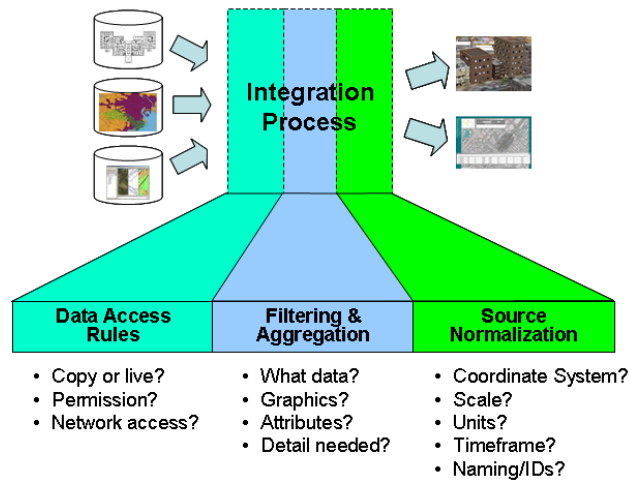 Integration
Process
Data Access
Rules
Filtering &
Aggregation
Source
Normalization
• Copy or live?
• Permission?
• Network access?
• What data?
• Graphics?
• Attributes?
• Detail needed?
• Coordinate System?
• Scale?
• Units?
• Timeframe?
• Naming/IDs?